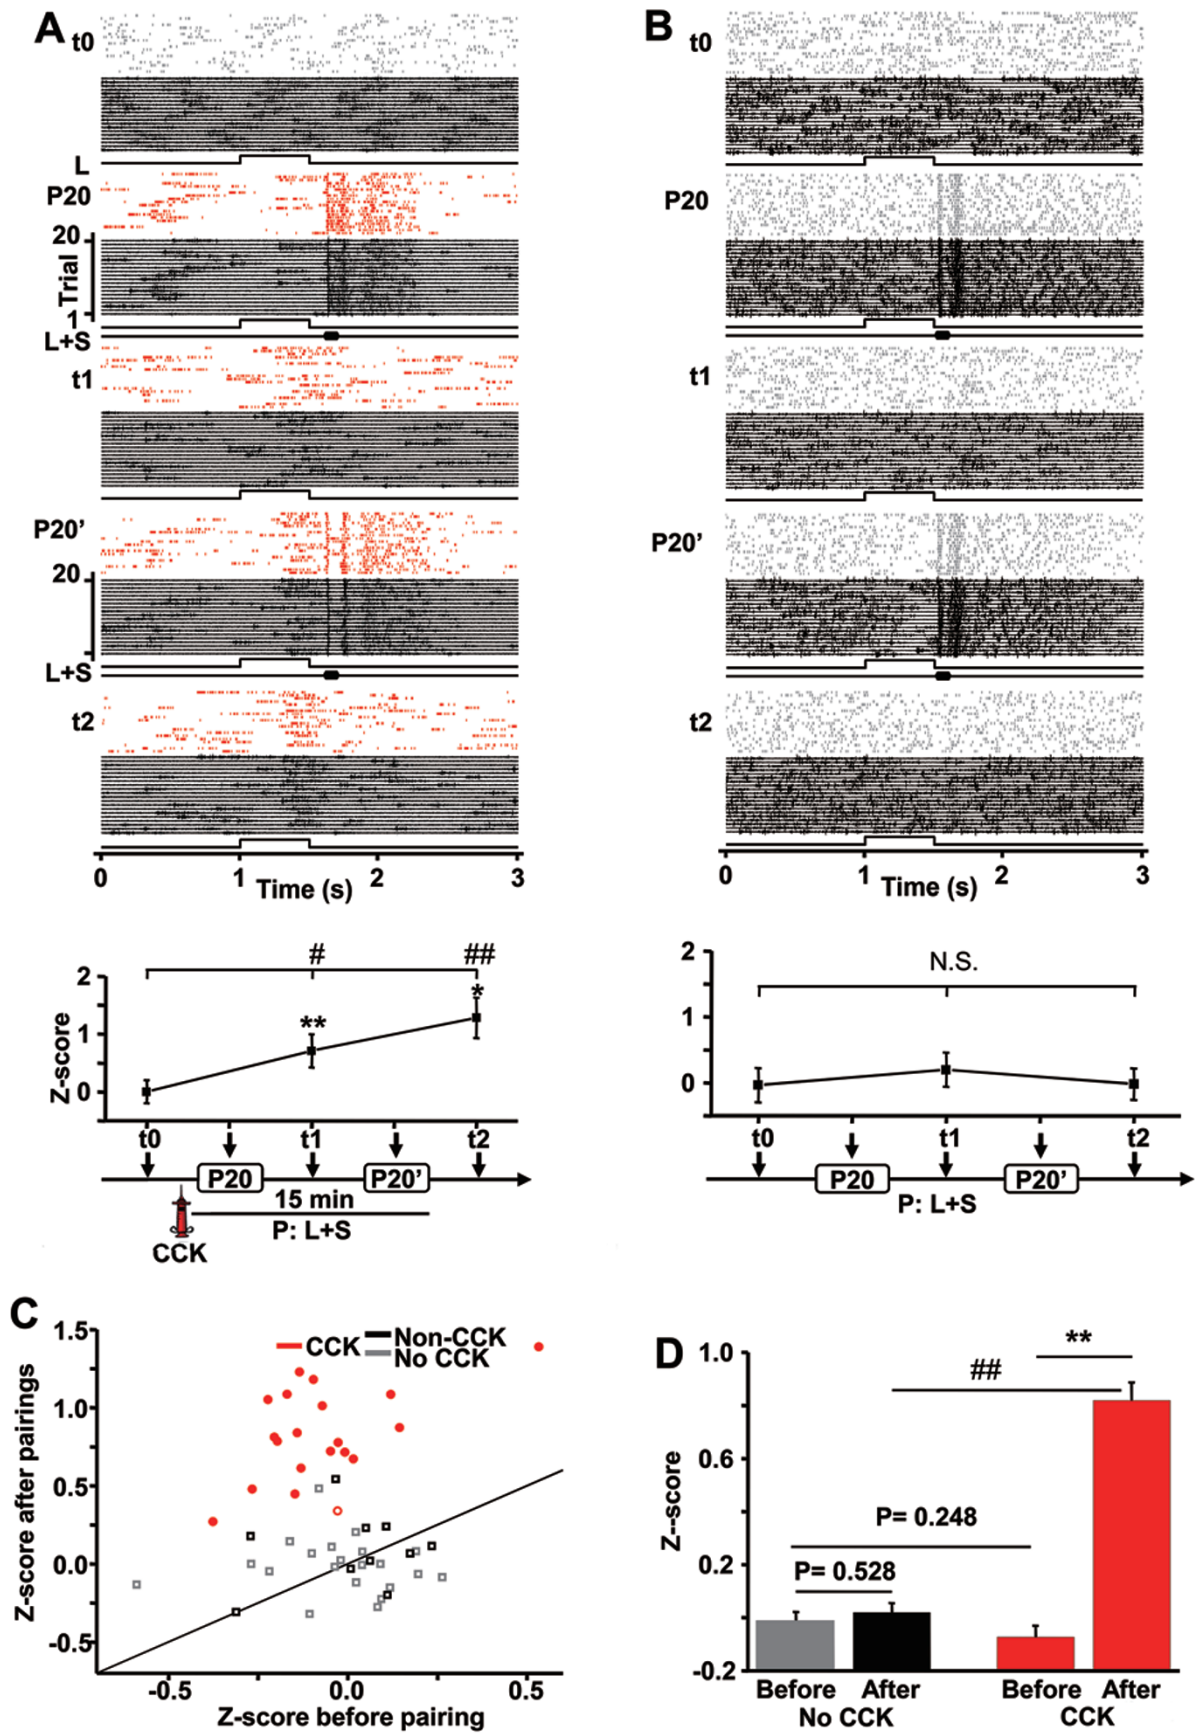 A
t0
L
P20
20
Trial
1
L+S
t1
P20’
20
L+S
t2
0 1 2 3
Time (s)
B
t0
P20
t1
P20’
t2
0 1 2 3
Time (s)
# ##
2
** *
1
0
Z-score
t0 t1 t2
P20 P20’
15 min
P: L+S
CCK
N.S.
2
1
0
t0 t1 t2
P20 P20’
P: L+S
C
1.5
1.0
0.5
0.0
-0.5
Z-score after pairings
CCK
Non-CCK
No CCK
-0.5 0.0 0.5
Z-score before pairing
D
1.0
0.6
0.2
-0.2
Z--score
**
##
P= 0.248
P= 0.528
Before After Before After
No CCK CCK